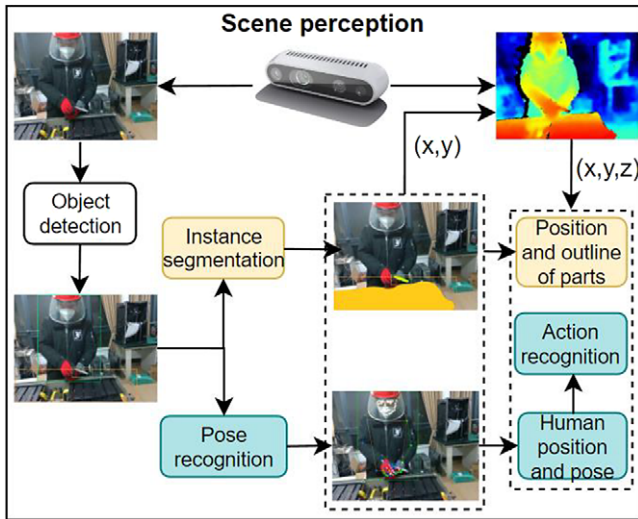 Scene perception
(x,y)
(x,y,z)
Object
detection
Instance
segmentation
Position
and outline
of parts
Action
recognition
Pose
recognition
Human
position
and pose